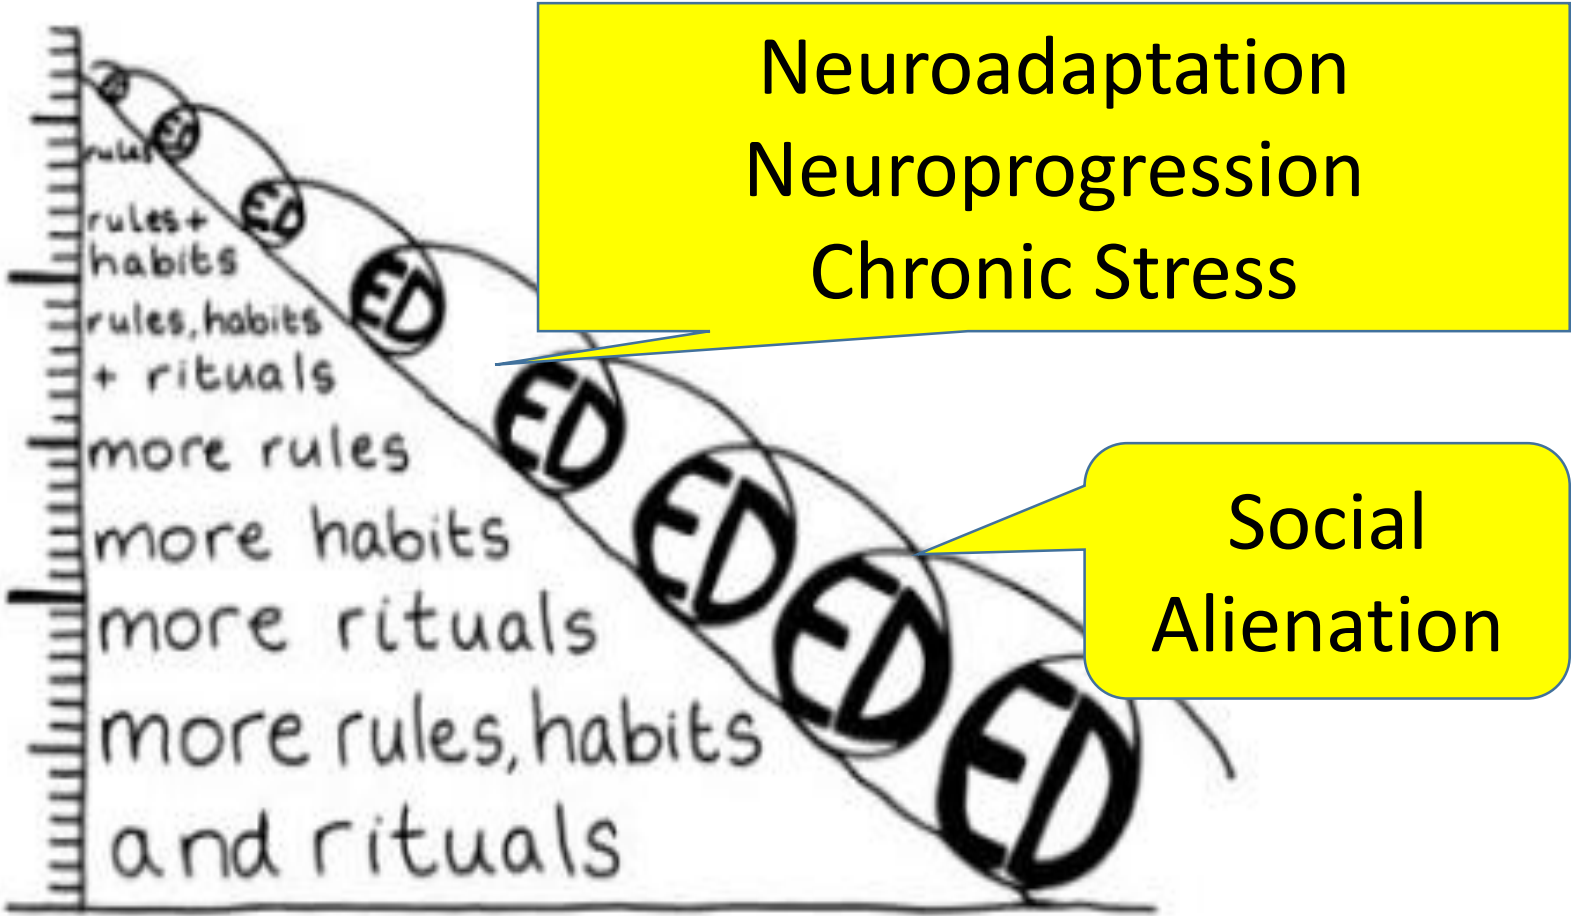 Neuroadaptation
Neuroprogression
Chronic Stress
rules
rules +
habits
rules, habits
+ rituals
more rules
more habits
more rituals
more rules, habits
and rituals
ED
ED
ED
ED
ED
ED
ED
Social
Alienation